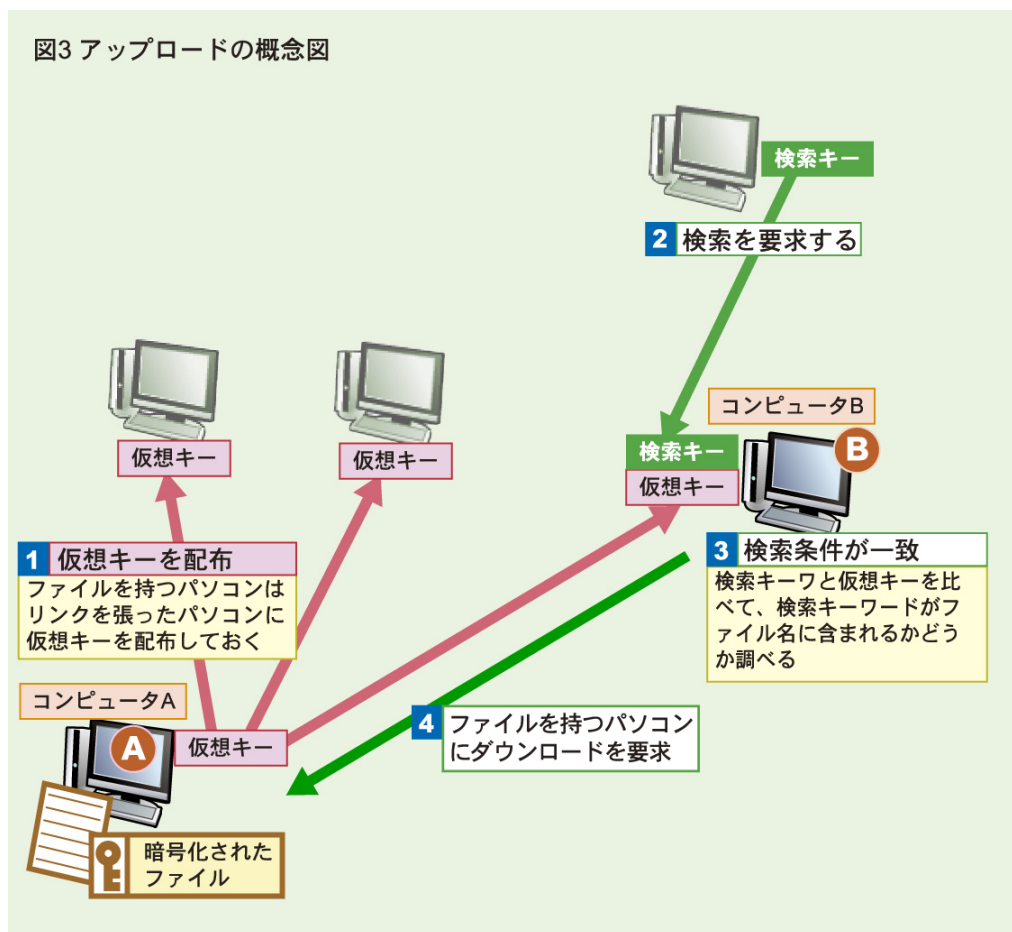 図3 アップロードの概念図
検索キー
2 検索を要求する
コンピュータB
検索キー
B
仮想キー
仮想キー
仮想キー
1 仮想キーを配布
ファイルを持つパソコンは
リンクを張ったパソコンに
仮想キーを配布しておく
3 検索条件が一致
検索キーワと仮想キーを比
べて、検索キーワードがフ
ァイル名に含まれるかどう
か調べる
コンピュータA
A
仮想キー
4 ファイルを持つパソコン
にダウンロードを要求
暗号化された
ファイル